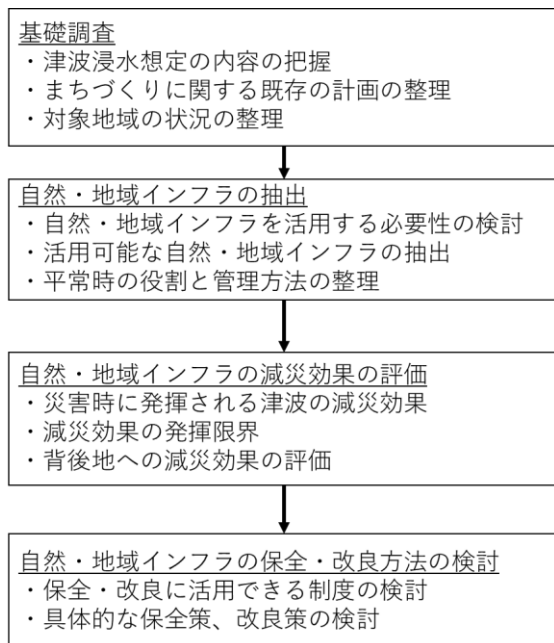 基礎調査
・津波浸水想定の内容の把握
・まちづくりに関する既存の計画の整理
・対象地域の状況の整理
自然・地域インフラの抽出
・自然・地域インフラを活用する必要性の検討
・活用可能な自然・地域インフラの抽出
・平常時の役割と管理方法の整理
自然・地域インフラの減災効果の評価
・災害時に発揮される津波の減災効果
・減災効果の発揮限界
・背後地への減災効果の評価
自然・地域インフラの保全・改良方法の検討
・保全・改良に活用できる制度の検討
・具体的な保全策、改良策の検討